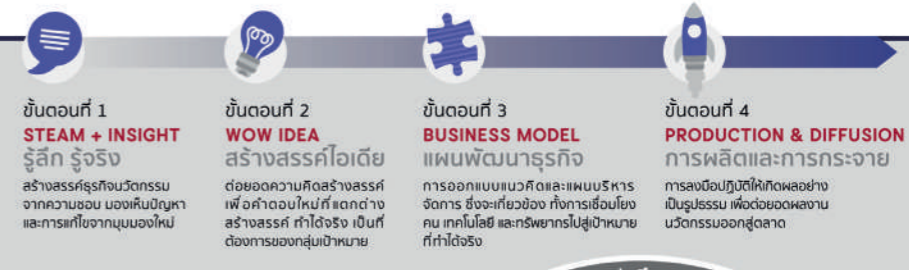 ขั้นตอนที่ 1
STEAM + INSIGHT
รู้ลึก รู้จริง
สร้างสรรค์ธุรกิจนวัตกรรม
จากความชอบ มองเห็นปัญหา
และการแก้ไขจากมุมมองใหม่
ขั้นตอนที่ 2
WOW IDEA
สร้างสรรค์ไอเดีย
ต่อยอดความคิดสร้างสรรค์
เพื่อคำตอบใหม่ที่แตกต่าง
สร้างสรรค์ ทำได้จริง เป็นที่
ต้องการของกลุ่มเป้าหมาย
ขั้นตอนที่ 3
BUSINESS MODEL
แผนพัฒนาธุรกิจ
การออกแบบแนวคิดและแผนบริหาร
จัดการ ซึ่งจะเกี่ยวข้อง ทั้งการเชื่อมโยง
คน เทคโนโลยี และทรัพยากรไปสู่เป้าหมาย
ที่ทำได้จริง
ขั้นตอนที่ 4
PRODUCTION & DIFFUSION
การผลิตและการกระจาย
การลงมือปฏิบัติให้เกิดผลอย่าง
เป็นรูปธรรม เพื่อต่อยอดผลงาน
นวัตกรรมออกสู่ตลาด